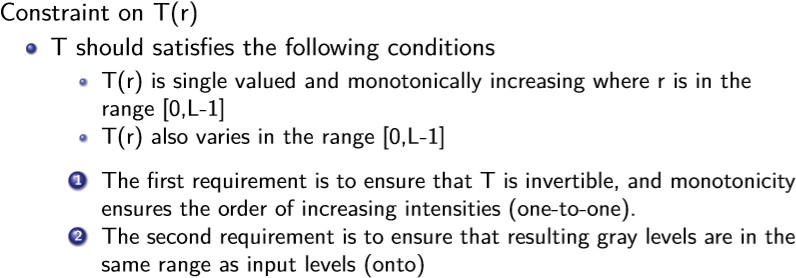 Constraint on T(r)
T should satisfies the following conditions
T(r) is single valued and monotonically increasing where r is in the
range [0,L-1]
T(r) also varies in the range [0,L-1]
1 The first requirement is to ensure that T is invertible, and monotonicity
ensures the order of increasing intensities (one-to-one).
2 The second requirement is to ensure that resulting gray levels are in the
same range as input levels (onto)